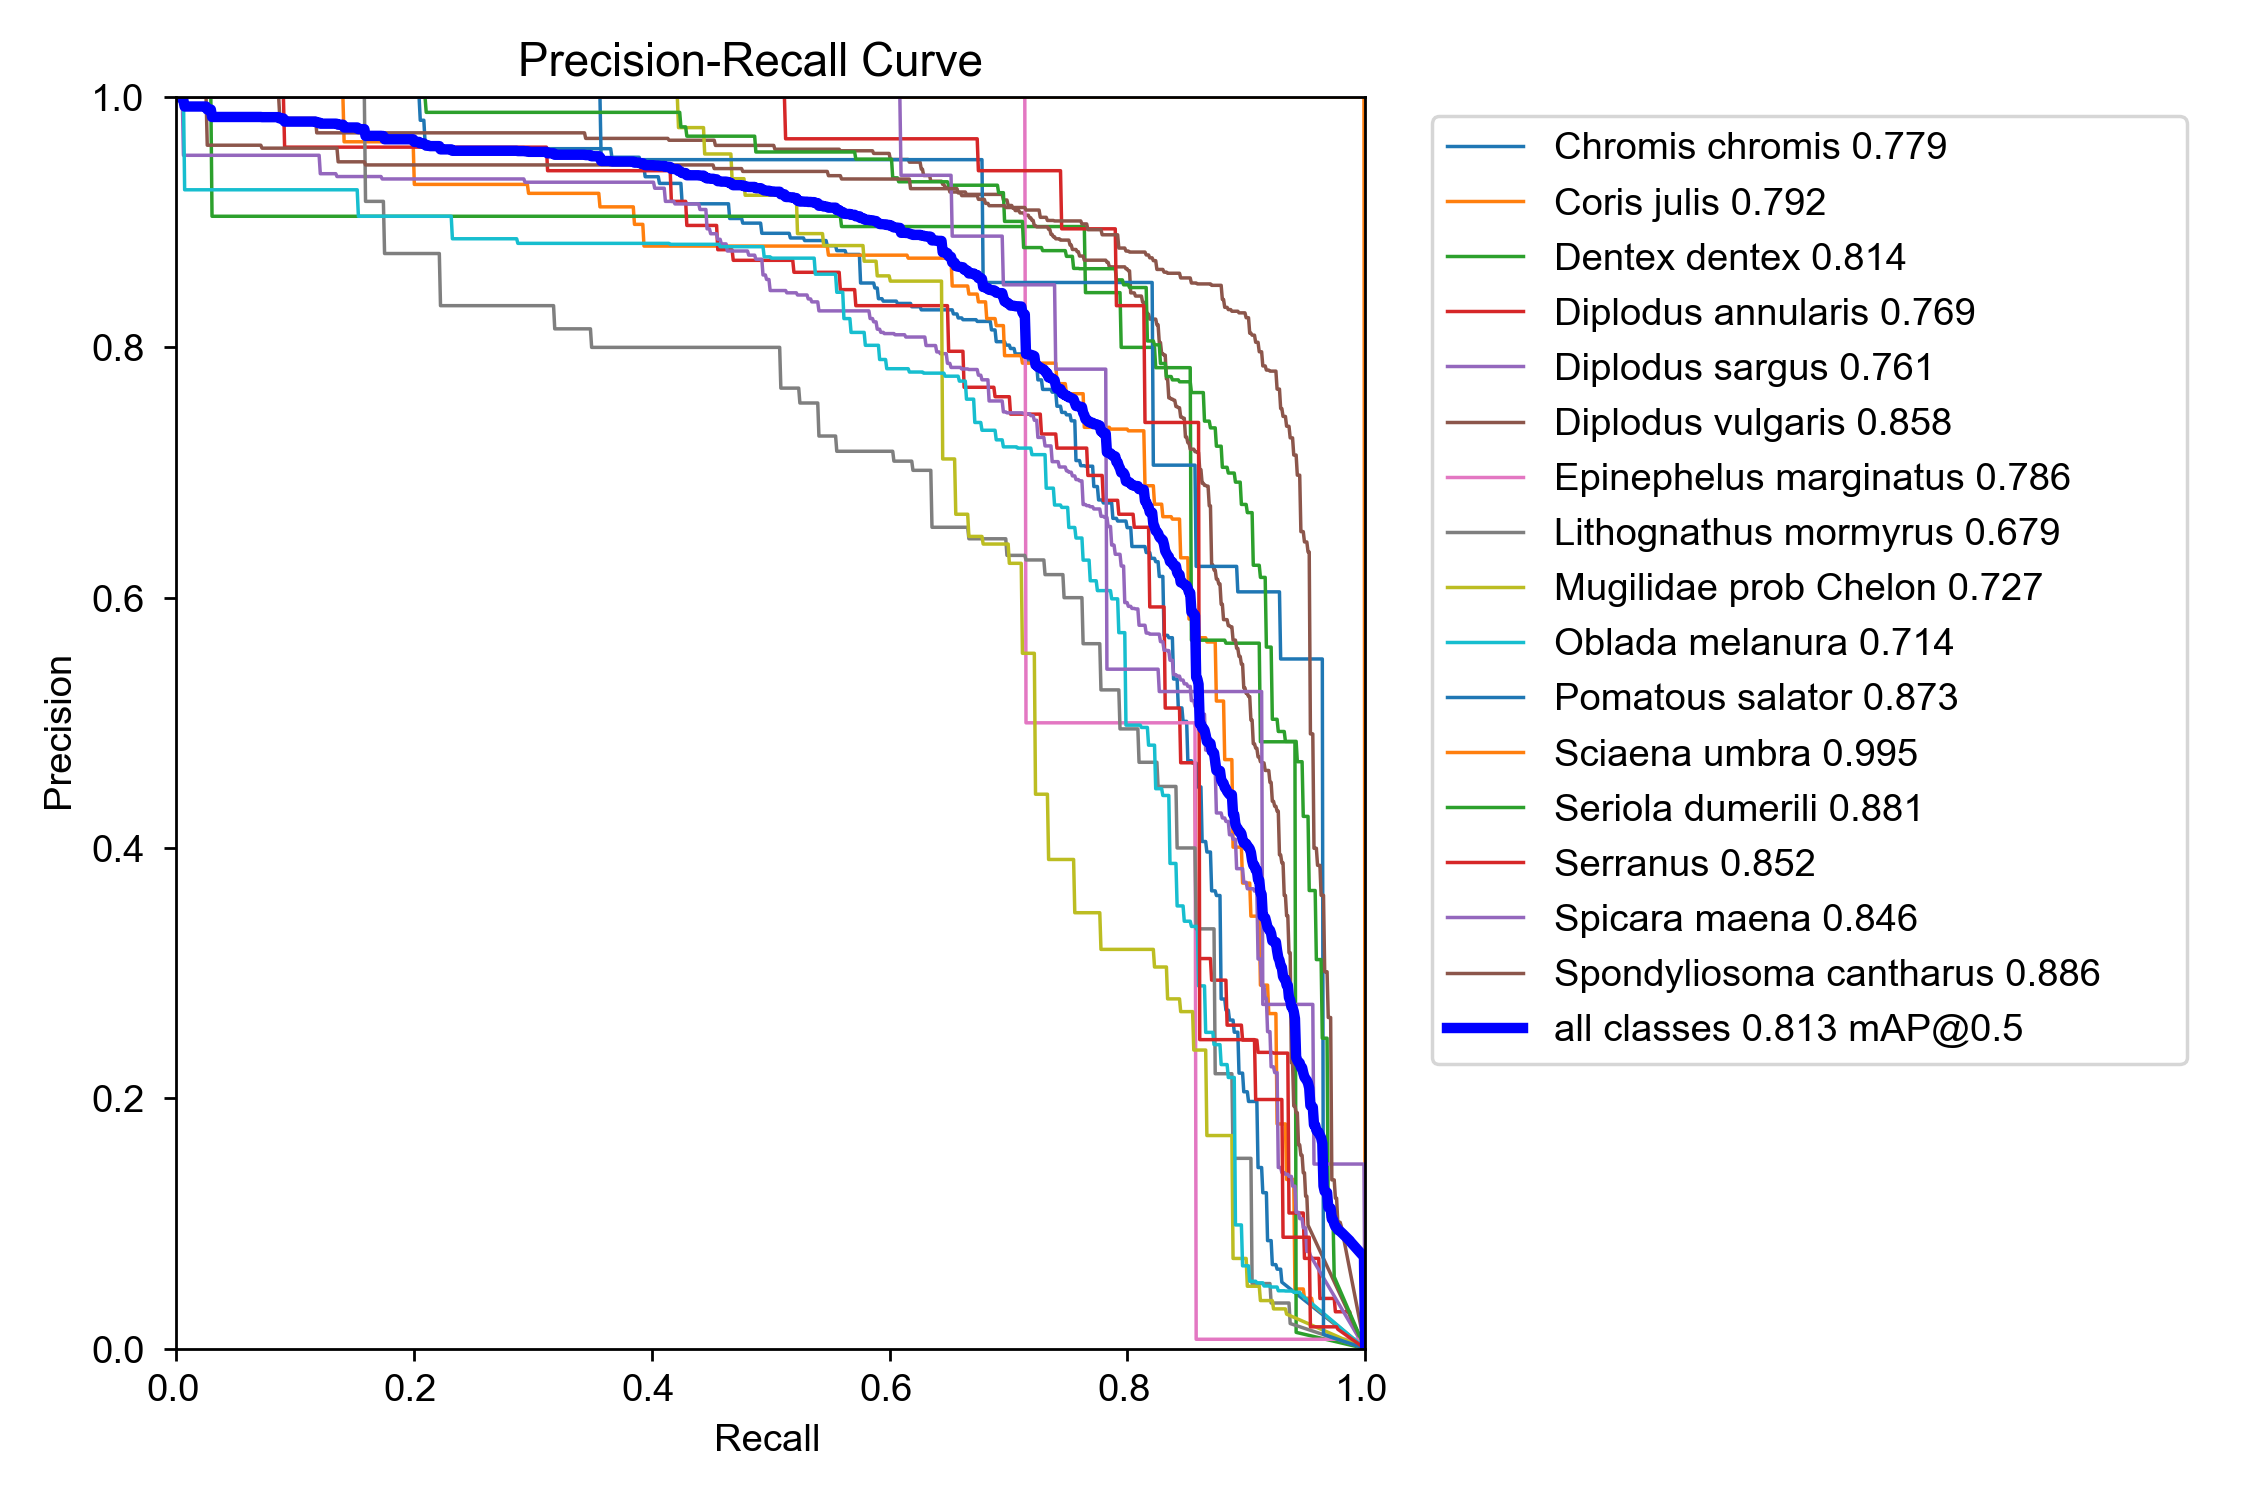 Precision-Recall Curve
1.0
0.8
0.6
0.4
0.2
0.0
Precision
0.0 0.2 0.4 0.6 0.8 1.0
Recall
Chromis chromis 0.779
Coris julis 0.792
Dentex dentex 0.814
Diplodus annularis 0.769
Diplodus sargus 0.761
Diplodus vulgaris 0.858
Epinephelus marginatus 0.786
Lithognathus mormyrus 0.679
Mugilidae prob Chelon 0.727
Oblada melanura 0.714
Pomatous salator 0.873
Sciaena umbra 0.995
Seriola dumerili 0.881
Serranus 0.852
Spicara maena 0.846
Spondyliosoma cantharus 0.886
all classes 0.813 mAP@0.5